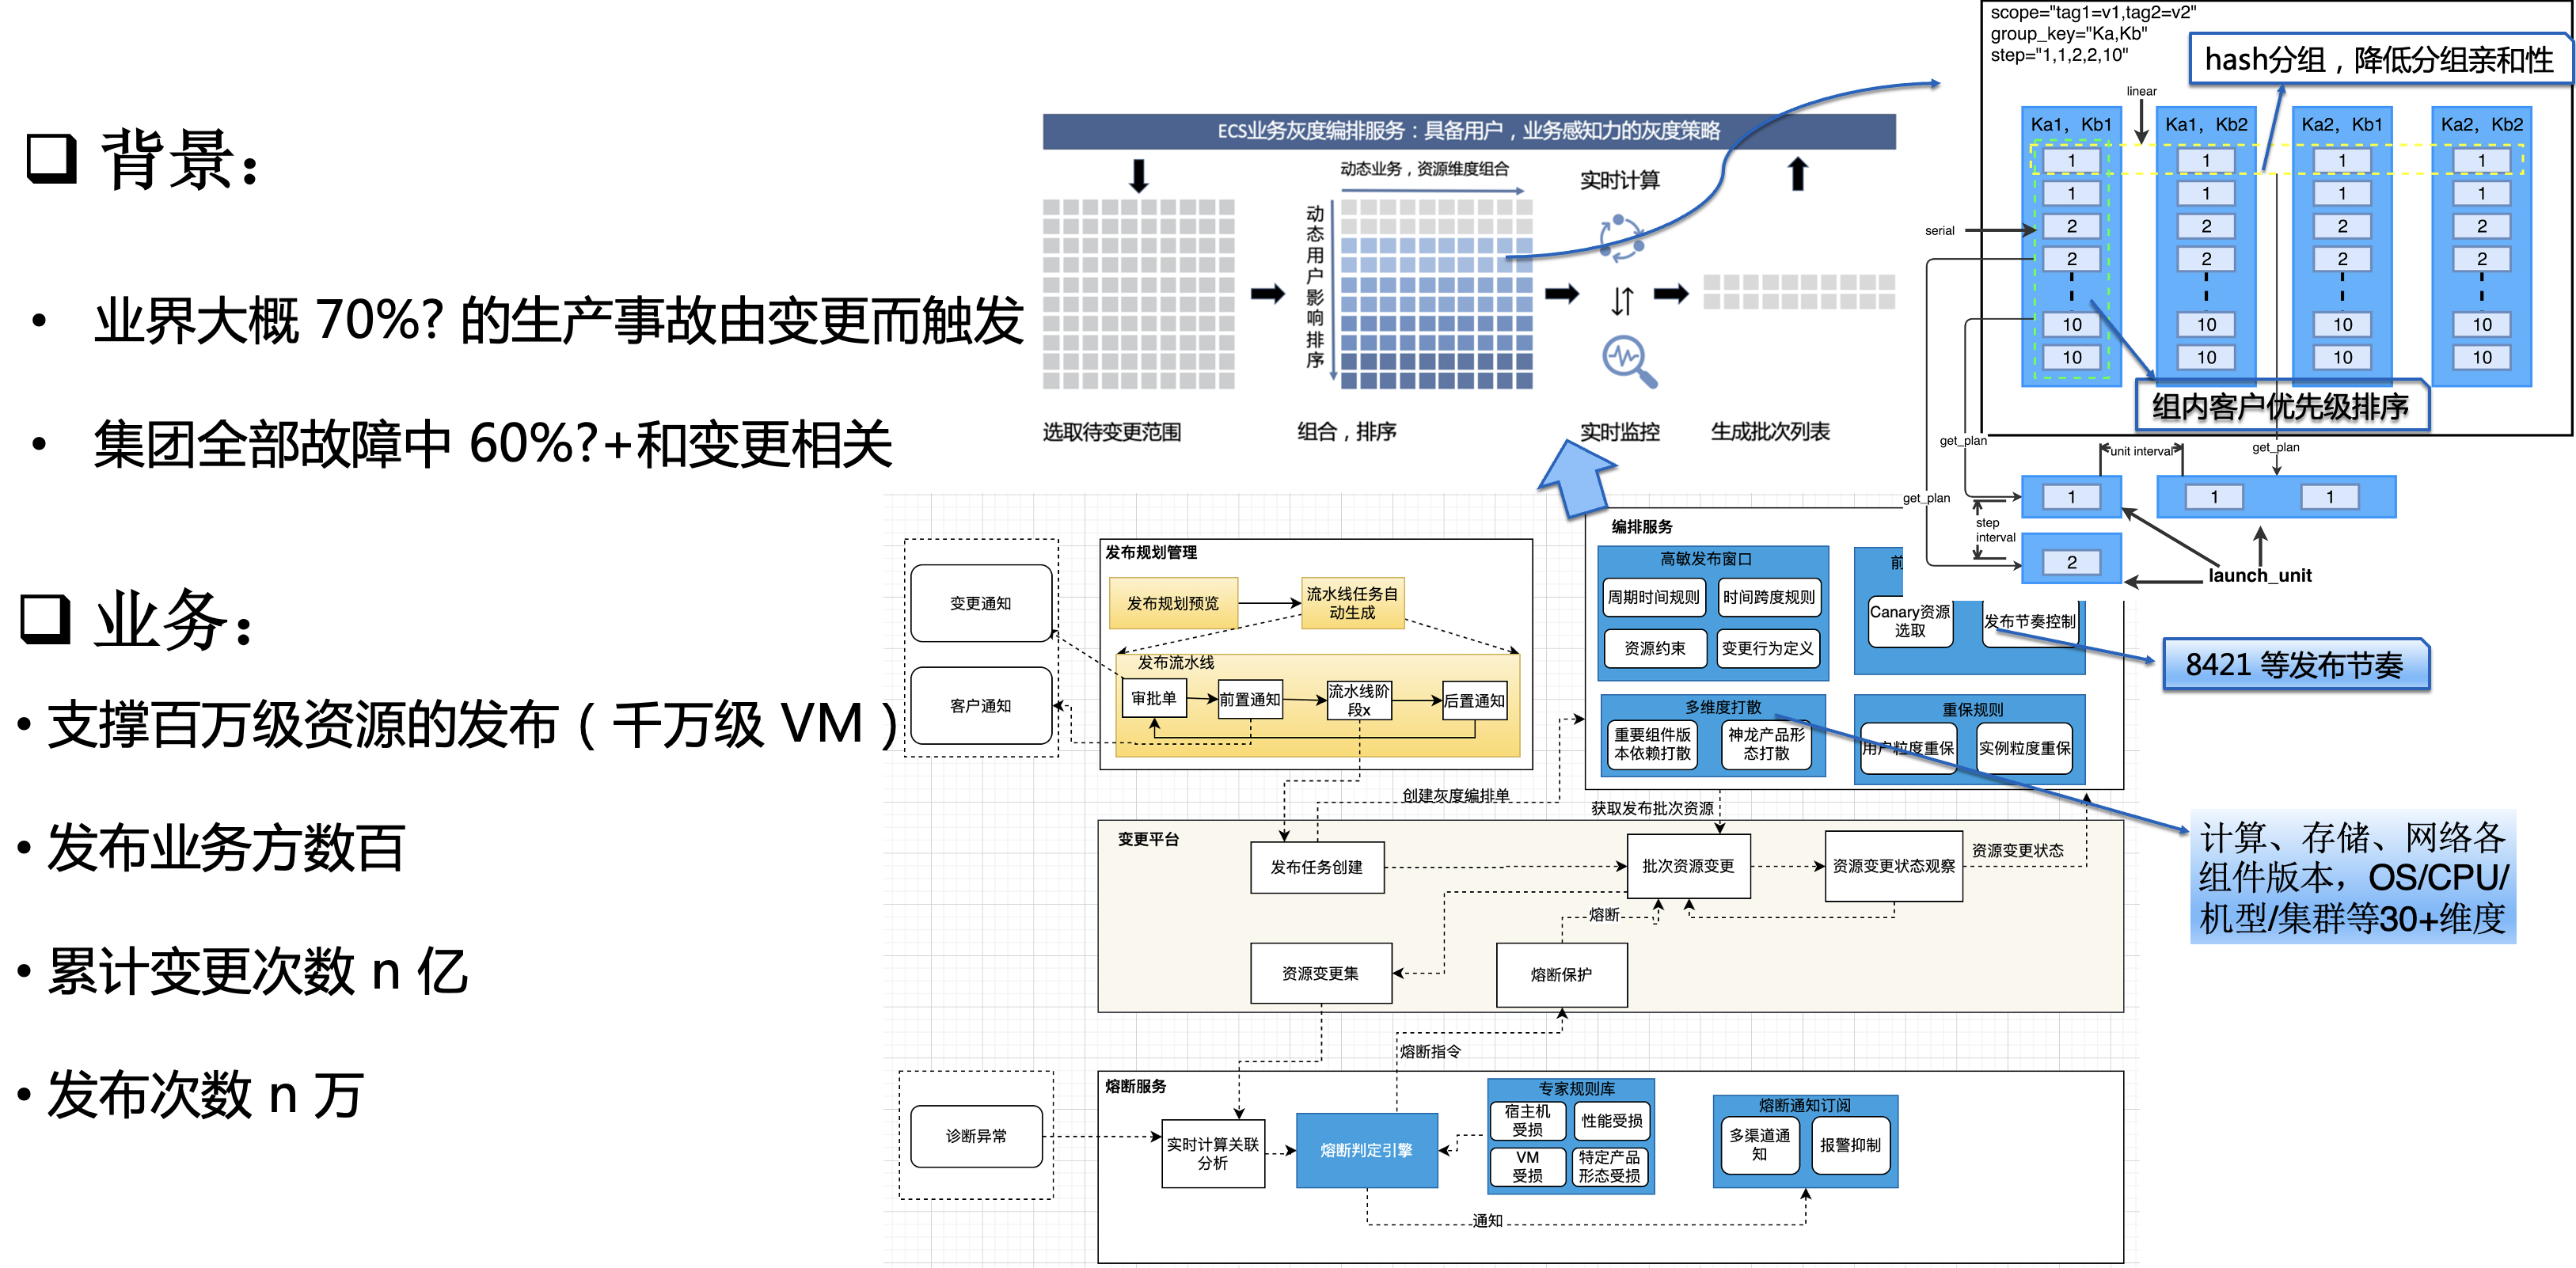 背景：
• 业界大概 70%? 的生产事故由变更而触发
• 集团全部故障中 60%?+和变更相关
业务：
• 支撑百万级资源的发布（千万级 VM）
• 发布业务方数百
• 累计变更次数 n 亿
• 发布次数 n 万
ECS业务灰度编排服务：具备用户，业务感知力的灰度策略
动态业务，资源维度组合
动态用户影响排序
实时计算
选取待变更范围
组合，排序
实时监控
生成批次列表
scope="tag1=v1,tag2=v2"
group_key="Ka,Kb"
step="1,1,2,2,10"
hash分组，降低分组亲和性
linear
Ka1, Kb1
Ka1, Kb2
Ka2, Kb1
Ka2, Kb2
1 1 1 1
1 1 1 1
serial
2 2 2 2
2 2 2 2
10 10 10 10
10 10 10 10
组内客户优先级排序
get_plan
unit interval
get_plan
get_plan
1
1 1
step
interval
2
launch_unit
变更通知
客户通知
发布规划管理
发布规划预览
流水线任务自
动生成
发布流水线
审批单
前置通知
流水线阶
段x
后置通知
编排服务
高敏发布窗口
周期时间规则
时间跨度规则
资源约束
变更行为定义
前
Canary资源
选取
发布节奏控制
8421 等发布节奏
多维度打散
重要组件版
本依赖打散
神龙产品形
态打散
重保规则
用户粒度重保
实例粒度重保
计算、存储、网络各
组件版本，OS/CPU/
机型/集群等30+维度
创建灰度编排单
获取发布批次资源
变更平台
发布任务创建
批次资源变更
资源变更状态观察
资源变更状态
熔断
资源变更集
熔断保护
熔断指令
熔断服务
诊断异常
实时计算关联
分析
熔断判定引擎
专家规则库
宿主机
受损
性能受损
VM
受损
特定产品
形态受损
熔断通知订阅
多渠道通
知
报警抑制
通知